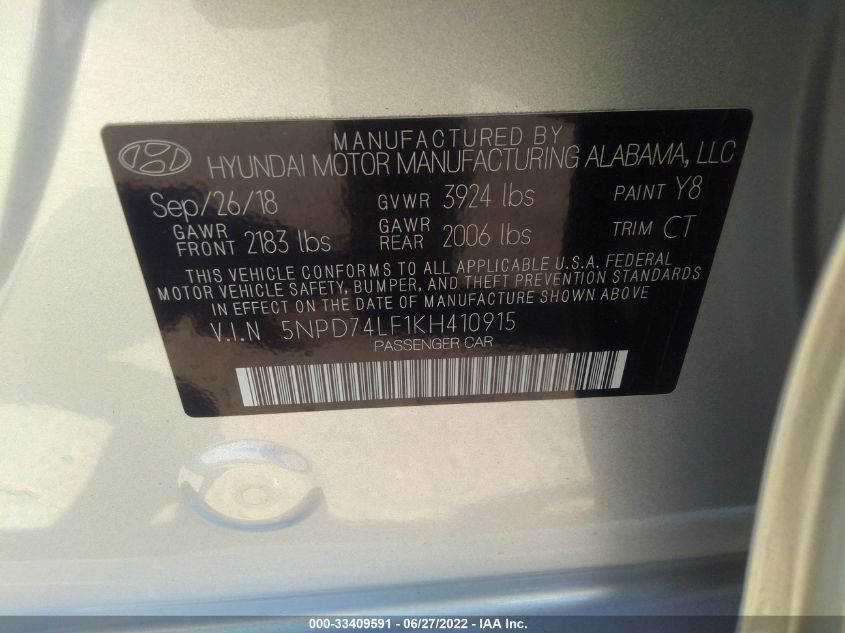 MANUFACTURED BY
HYUNDAI MOTOR MANUFACTURING ALABAMA, LLC
Sep/26/18 GVWR 3924 lbs PAINT Y8
GAWR FRONT 2183 lbs GAWR REAR 2006 lbs TRIM CT
THIS VEHICLE CONFORMS TO ALL APPLICABLE U.S.A. FEDERAL
MOTOR VEHICLE SAFETY, BUMPER, AND THEFT PREVENTION STANDARDS
IN EFFECT ON THE DATE OF MANUFACTURE SHOWN ABOVE
V.I.N 5NPD74LF1KH410915
PASSENGER CAR
000-33409591 - 06/27/2022 - IAA Inc.